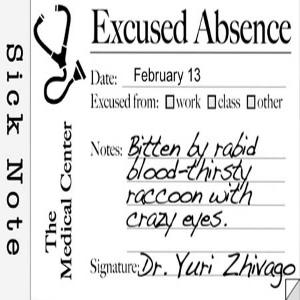 Sick Note
The
Medical Center
Excused Absence
Date: February 13
Excused from: □work □class □other
Notes: Bitten by rabid
blood-thirsty
raccoon with
crazy eyes.
Signature: Dr. Yuri Zhivago